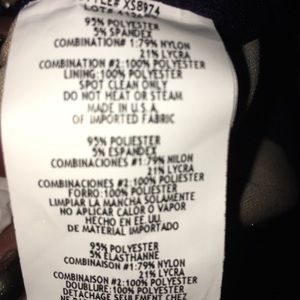 XSB974
95% POLYESTER
5% SPANDEX
COMBINATION# 1:79% NYLON
21% LYCRA
COMBINATION #2:100% POLYESTER
LINING:100% POLYESTER
SPOT CLEAN ONLY
DO NOT HEAT OR STEAM
MADE IN U.S.A.
OF IMPORTED FABRIC
95% POLIESTER
5% ESPANDEX
COMBINACIONES #1:79% NILON
21% LYCRA
COMBINACIONES #2:100% POLIESTER
FORRO:100% POLIESTER
LIMPIAR LA MANCHA SOLAMENTE
NO APLICAR CALOR O VAPOR
HECHO EN EE.UU.
DE MATERIAL IMPORTADO
95% POLYESTER
5% ELASTHANNE
COMBINAISON #1:79% NYLON
21% LYCRA
COMBINAISON #2:100% POLYESTER
DOUBLURE:100% POLYESTER
DETACHAGE SEULEMENT CHEZ